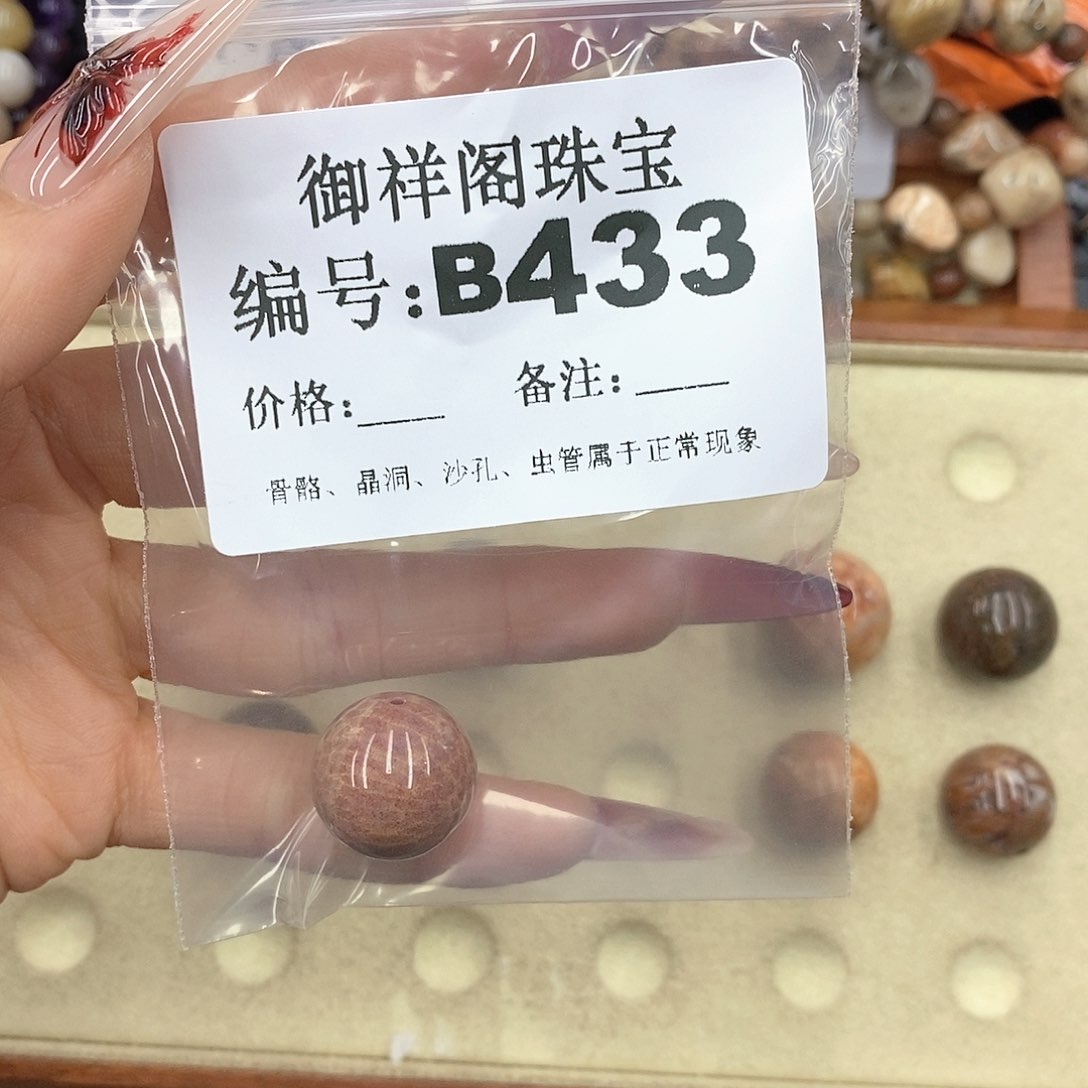 御祥阁珠宝
编号:B433
价格:____ 备注:____
骨骼、晶洞、沙孔、虫管属于正常现象